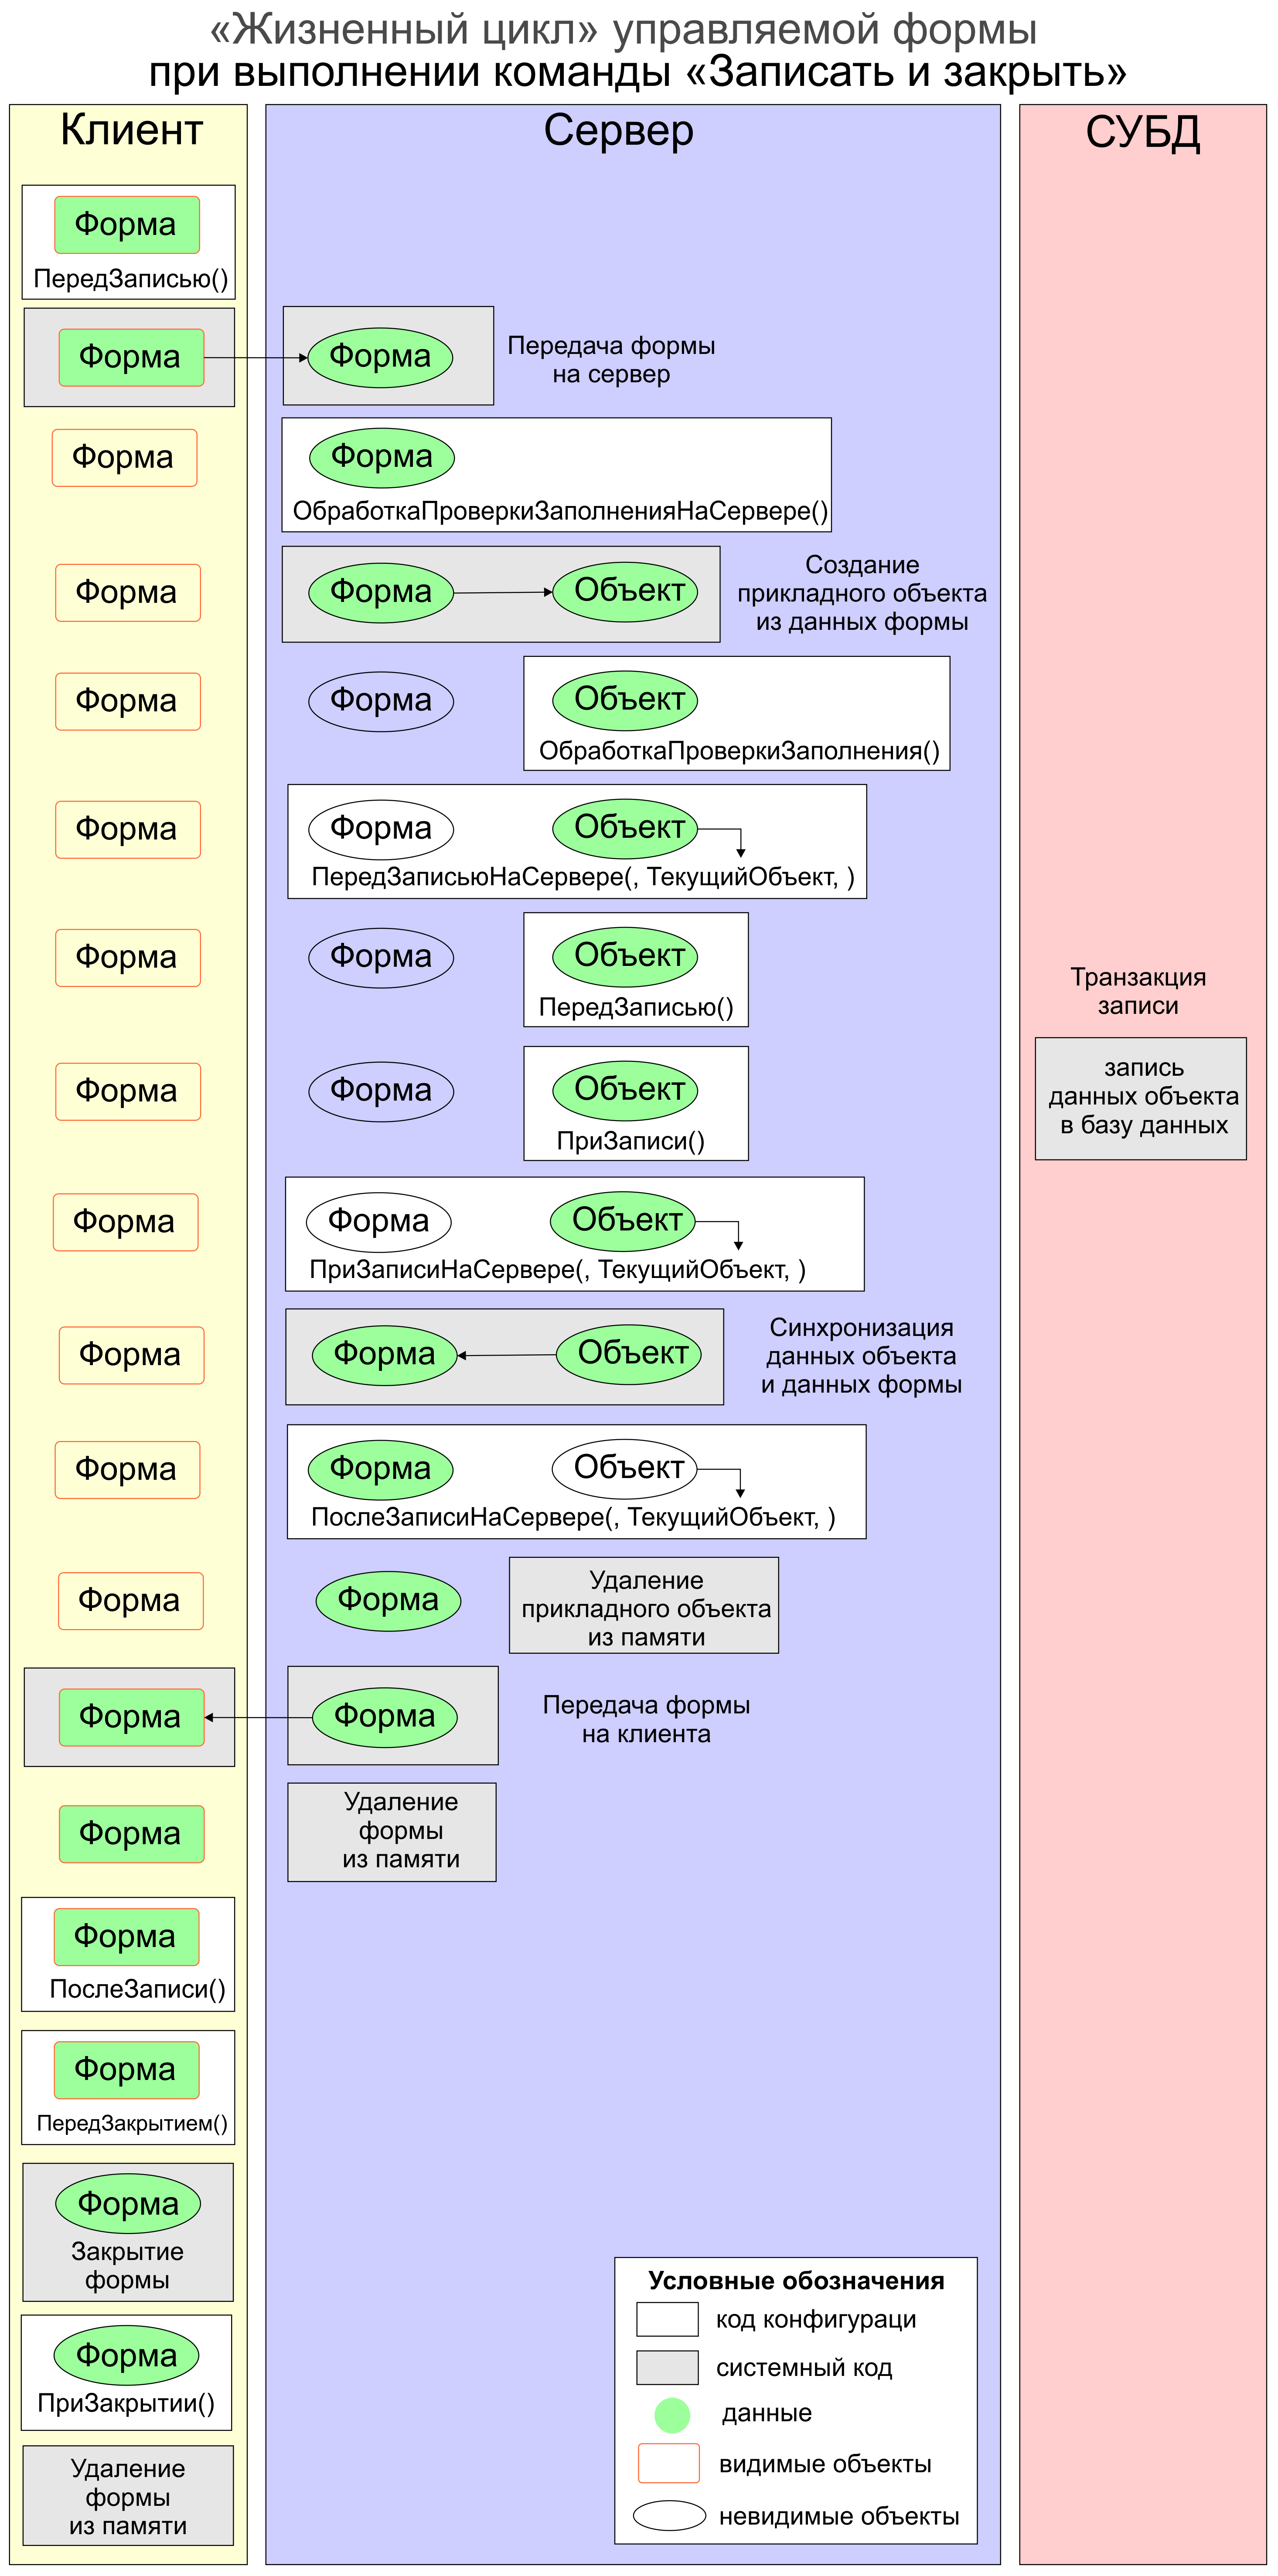 «Жизненный цикл» управляемой формы
при выполнении команды «Записать и закрыть»
Клиент
Сервер
СУБД
Форма
ПередЗаписью()
Форма
Форма
Передача формы
на сервер
Форма
Форма
ОбработкаПроверкиЗаполненияНаСервере()
Форма
Форма
Объект
Создание
прикладного объекта
из данных формы
Форма
Форма
Объект
ОбработкаПроверкиЗаполнения()
Форма
Форма
Объект
ПередЗаписьюНаСервере(, ТекущийОбъект, )
Форма
Форма
Объект
ПередЗаписью()
Транзакция
записи
Форма
Форма
Объект
ПриЗаписи()
запись
данных объекта
в базу данных
Форма
Форма
Объект
ПриЗаписиНаСервере(, ТекущийОбъект, )
Форма
Форма
Объект
Синхронизация
данных объекта
и данных формы
Форма
Форма
Объект
ПослеЗаписиНаСервере(, ТекущийОбъект, )
Форма
Форма
Удаление
прикладного объекта
из памяти
Форма
Форма
Передача формы
на клиента
Форма
Удаление
формы
из памяти
Форма
ПослеЗаписи()
Форма
ПередЗакрытием()
Форма
Закрытие
формы
Форма
ПриЗакрытии()
Удаление
формы
из памяти
Условные обозначения
код конфигураци
системный код
данные
видимые объекты
невидимые объекты